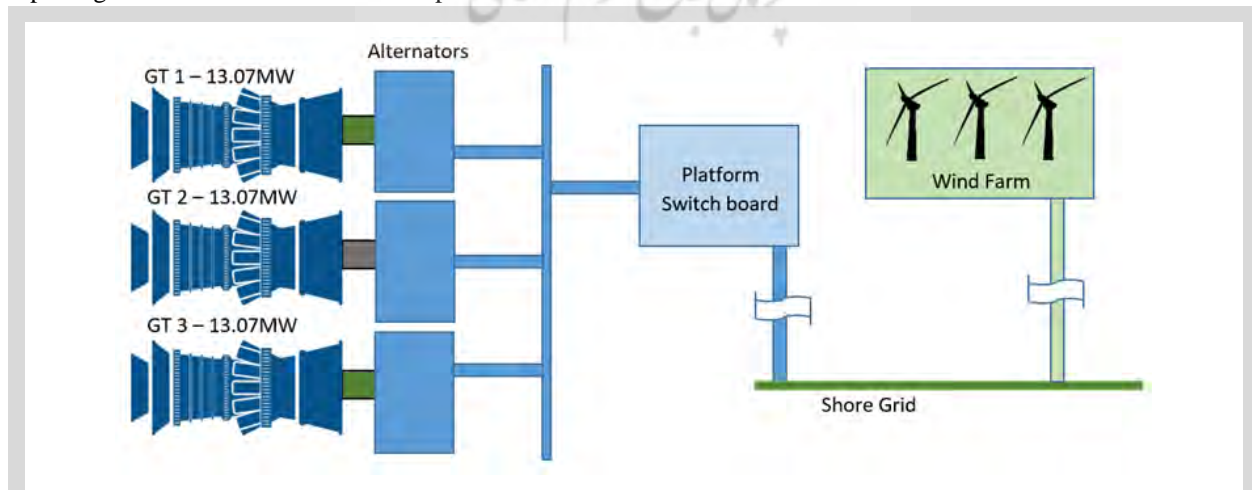 Alternators
GT 1 – 13.07MW
GT 2 – 13.07MW
GT 3 – 13.07MW
Platform
Switch board
Wind Farm
Shore Grid